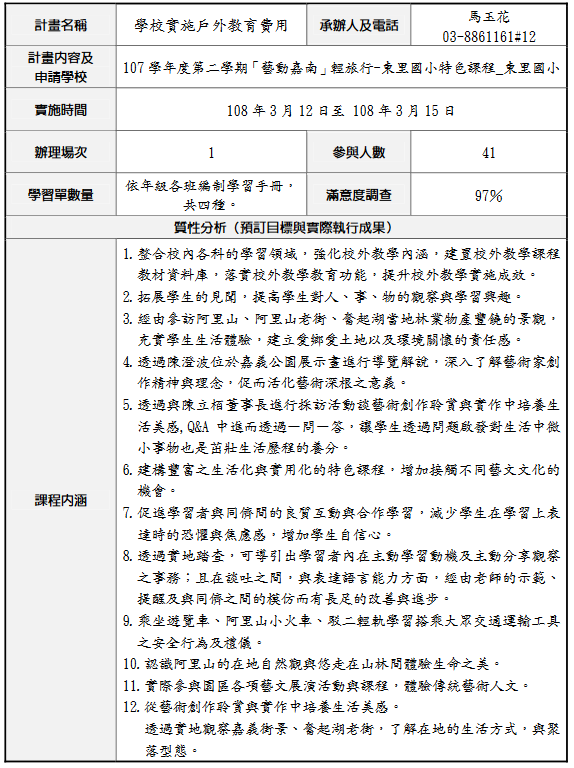 計畫名稱 學校實施戶外教育費用 承辦人及電話 馬玉花
03-8861161#12
計畫內容及
申請學校 107 學年度第二學期「藝動嘉南」輕旅行-東里國小特色課程_東里國小
實施時間 108 年 3 月 12 日至 108 年 3 月 15 日
辦理場次 1 參與人數 41
學習單數量 依年級各班編制學習手冊，
共四種。 滿意度調查 97%
質性分析（預訂目標與實際執行成果）
課程內涵
1. 整合校內各科的學習領域，強化校外教學內涵，建置校外教學課程
教材資料庫，落實校外教學教育功能，提升校外教學實施成效。
2. 拓展學生的見聞，提高學生對人、事、物的觀察與學習興趣。
3. 經由參訪阿里山、阿里山老街、奮起湖當地林業物產豐饒的景觀，
充實學生生活體驗，建立愛鄉愛土地以及環境關懷的責任感。
4. 透過陳澄波位於嘉義公園展示畫進行導覽解說，深入了解藝術家創
作精神與理念，促而活化藝術深根之意義。
5. 透過與陳立栢董事長進行採訪活動談藝術創作聆賞與實作中培養生
活美感,Q&A 中進而透過一問一答，讓學生透過問題啟發對生活中微
小事物也是茁壯生活歷程的養分。
6. 建構豐富之生活化與實用化的特色課程，增加接觸不同藝文文化的
機會。
7. 促進學習者與同儕間的良質互動與合作學習，減少學生在學習上表
達時的恐懼與焦慮感，增加學生自信心。
8. 透過實地踏查，可導引出學習者內在主動學習動機及主動分享觀察
之事務；且在談吐之間，與表達語言能力方面，經由老師的示範、
提醒及與同儕之間的模仿而有長足的改善與進步。
9. 乘坐遊覽車、阿里山小火車、駁二輕軌學習搭乘大眾交通運輸工具
之安全行為及禮儀。
10. 認識阿里山的在地自然觀與悠走在山林間體驗生命之美。
11. 實際參與園區各項藝文展演活動與課程，體驗傳統藝術人文。
12. 從藝術創作聆賞與實作中培養生活美感。
透過實地觀察嘉義街景、奮起湖老街，了解在地的生活方式，與聚
落型態。